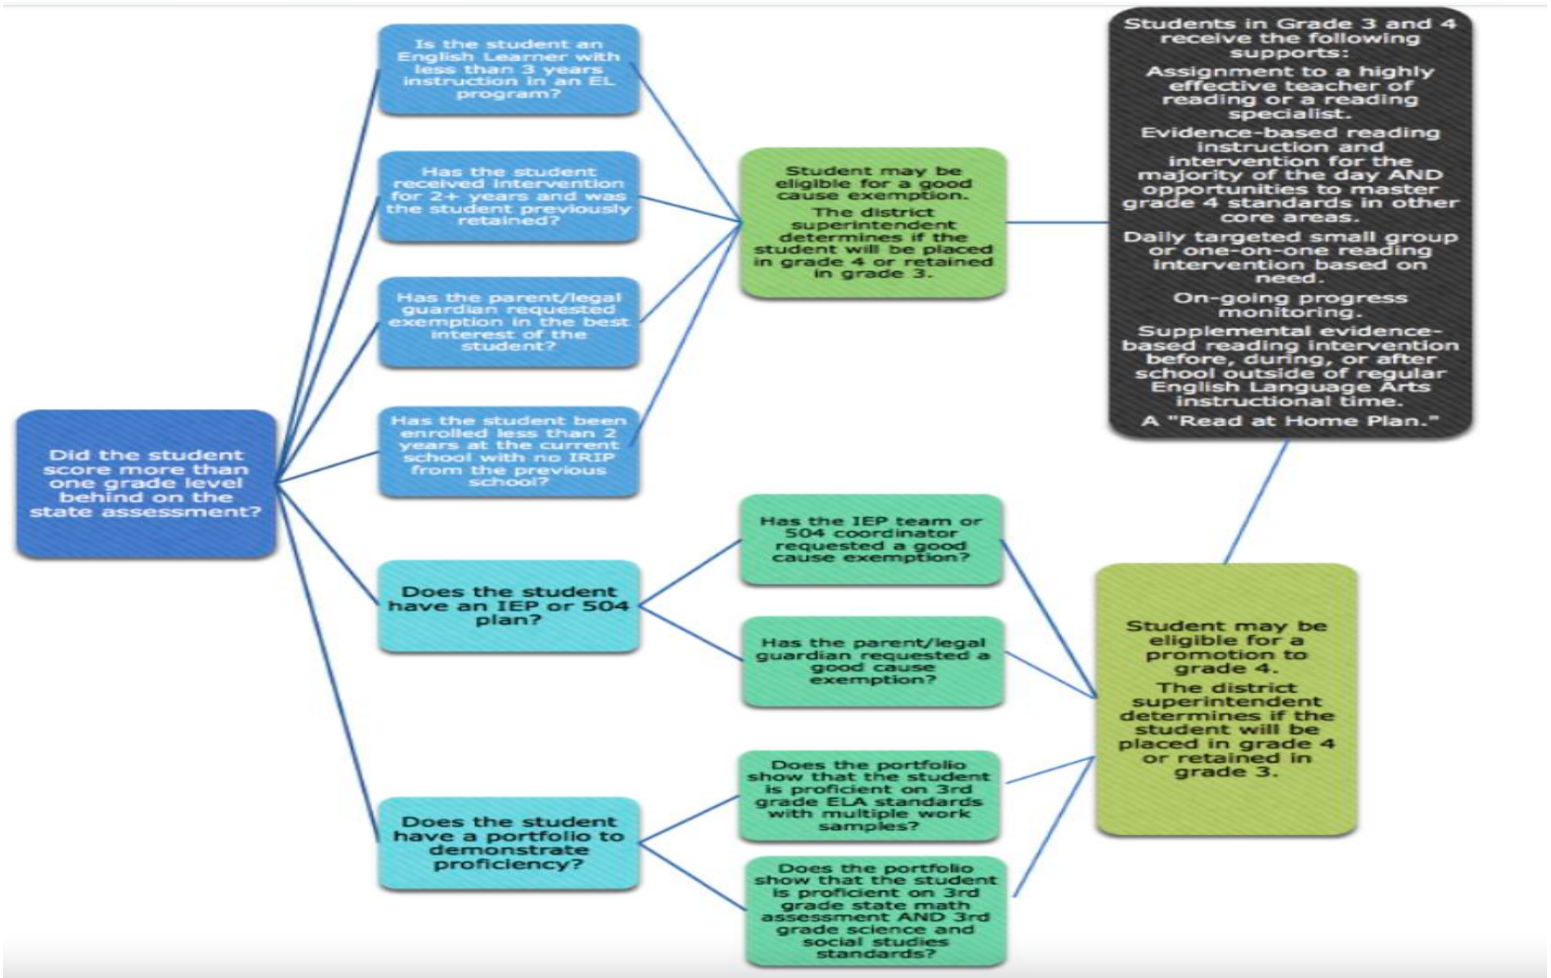 Did the student
score more than
one grade level
behind on the
state assessment?
Is the student an
English Learner with
less than 3 years
instruction in an EL
program?
Has the student
received intervention
for 2+ years and was
the student previously
retained?
Has the parent/legal
guardian requested
exemption in the best
interest of the
student?
Has the student been
enrolled less than 2
years at the current
school with no IRIP
from the previous
school?
Does the student
have an IEP or 504
plan?
Does the student
have a portfolio to
demonstrate
proficiency?
Student may be
eligible for a good
cause exemption.
The district
superintendent
determines if the
student will be placed
in grade 4 or retained
in grade 3.
Has the IEP team or
504 coordinator
requested a good
cause exemption?
Has the parent/legal
guardian requested a
good cause
exemption?
Does the portfolio
show that the student
is proficient on 3rd
grade ELA standards
with multiple work
samples?
Does the portfolio
show that the student
is proficient on 3rd
grade state math
assessment AND 3rd
grade science and
social studies
standards?
Students in Grade 3 and 4
receive the following
supports:
Assignment to a highly
effective teacher of
reading or a reading
specialist.
Evidence-based reading
instruction and
intervention for the
majority of the day AND
opportunities to master
grade 4 standards in other
core areas.
Daily targeted small group
or one-on-one reading
intervention based on
need.
On-going progress
monitoring.
Supplemental evidence-
based reading intervention
before, during, or after
school outside of regular
English Language Arts
instructional time.
A "Read at Home Plan."
Student may be
eligible for a
promotion to
grade 4.
The district
superintendent
determines if the
student will be
placed in grade 4
or retained in
grade 3.